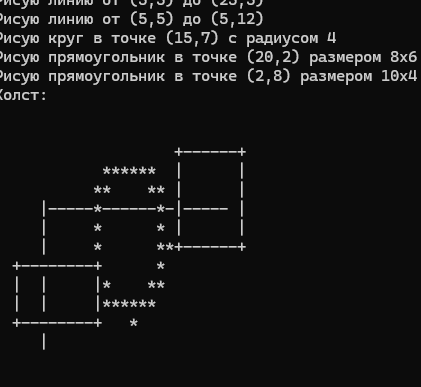 Рисую линию от (5,5) до (25,5)
Рисую линию от (5,5) до (5,12)
Рисую круг в точке (15,7) с радиусом 4
Рисую прямоугольник в точке (20,2) размером 8x6
Рисую прямоугольник в точке (2,8) размером 10x4
Холст: